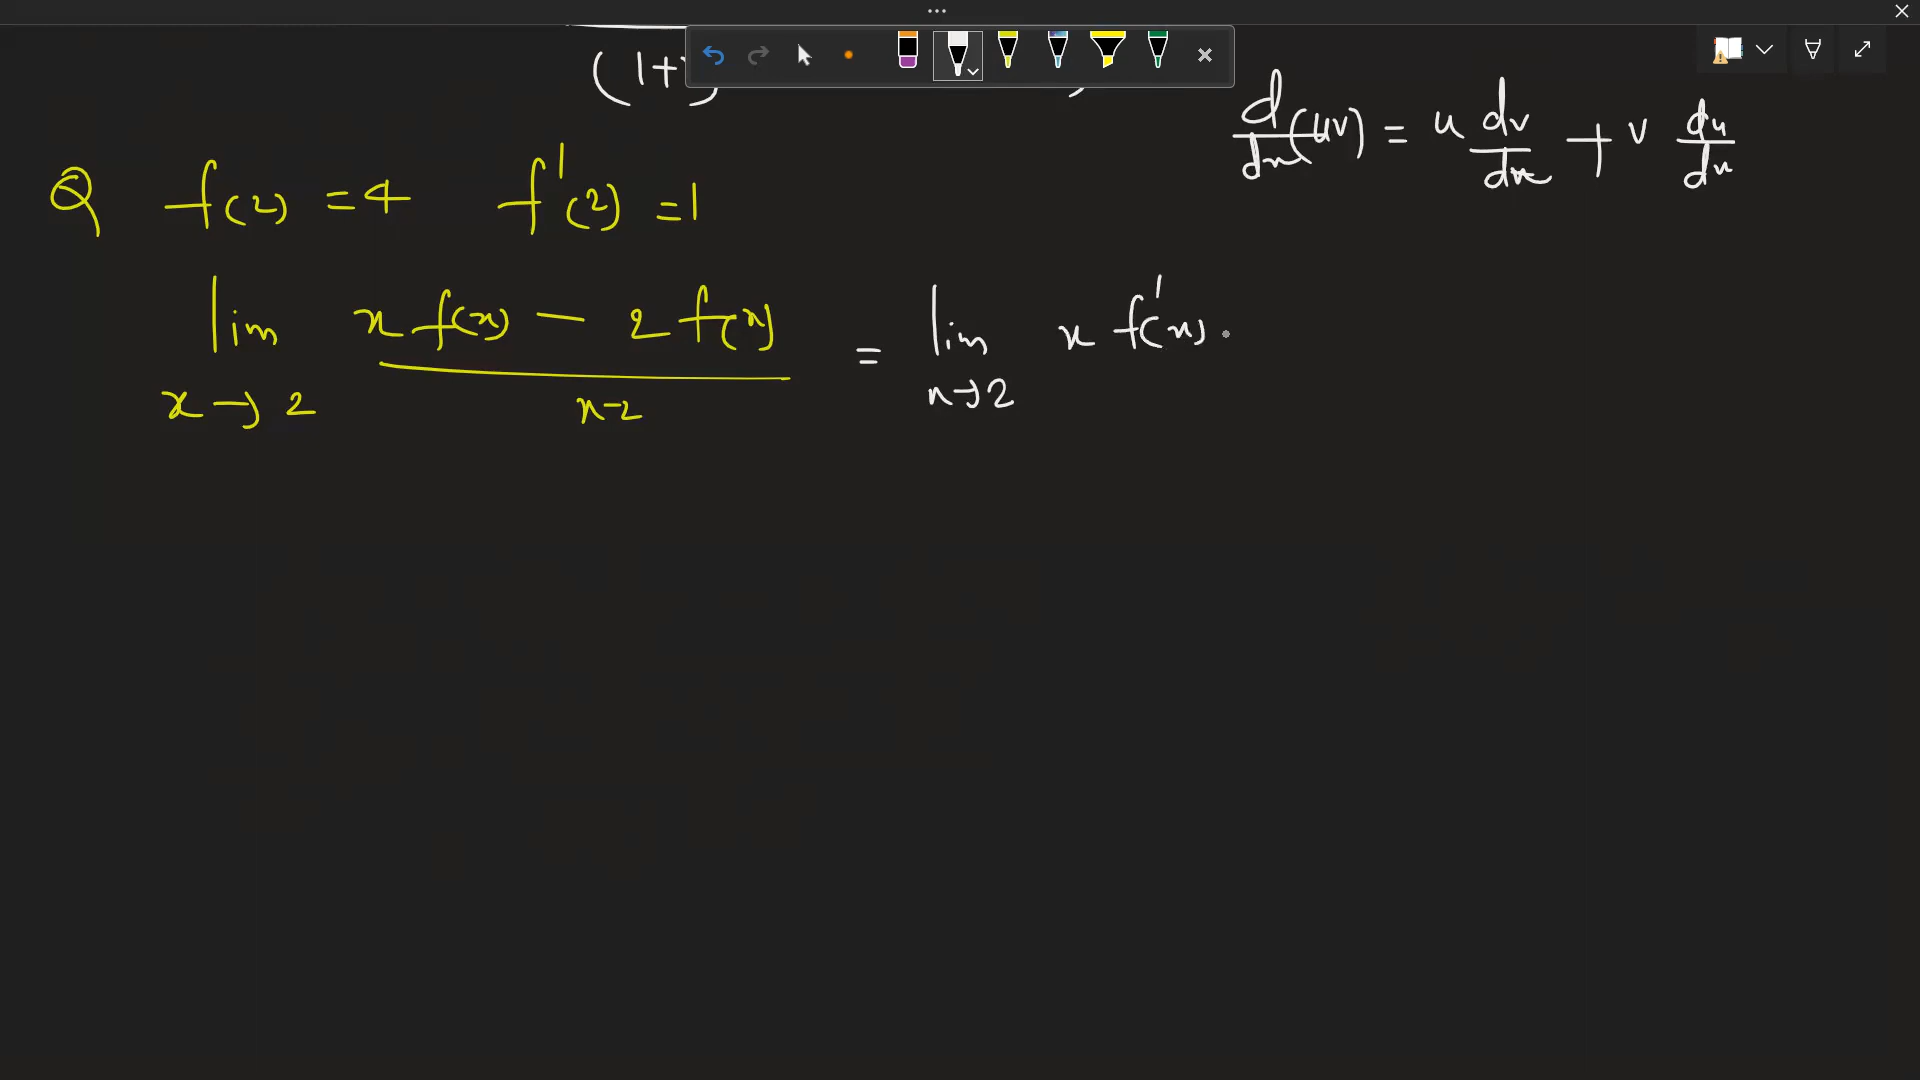 (1+
d/dx (uv) = u dv/dx + v du/dx
Q f(2) = 4 f'(2) = 1
lim x→2 x f(x) - 2 f(x) / x-2 = lim x→2 x f'(x)